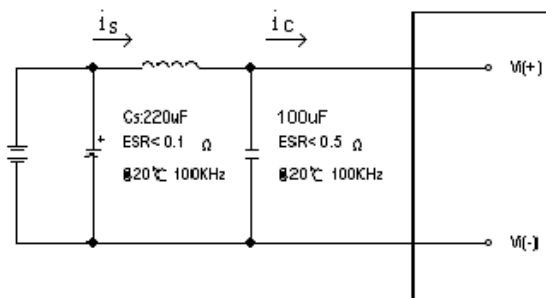 is
ic
Vi(+)
Cs:220uF
ESR<0.1 Ω
@20℃ 100KHz
100uF
ESR<0.5 Ω
@20℃ 100KHz
Vi(-)
+